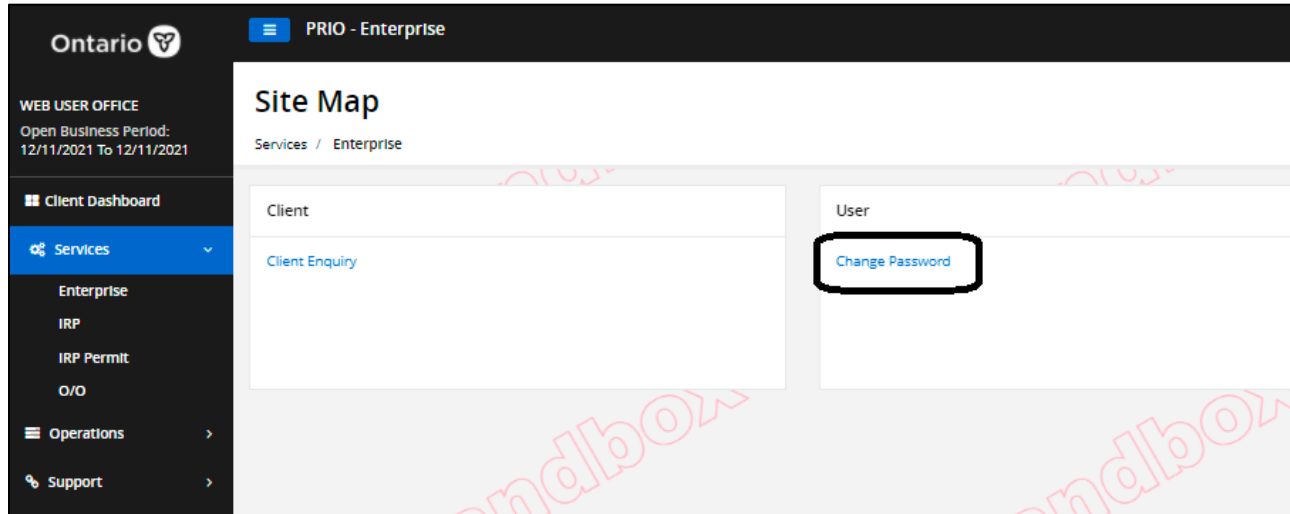 Ontario
PRIO - Enterprise
WEB USER OFFICE
Open Business Period:
12/11/2021 To 12/11/2021
Site Map
Services / Enterprise
Client Dashboard
Services
Enterprise
IRP
IRP Permit
O/O
Operations
Support
Client
Client Enquiry
User
Change Password